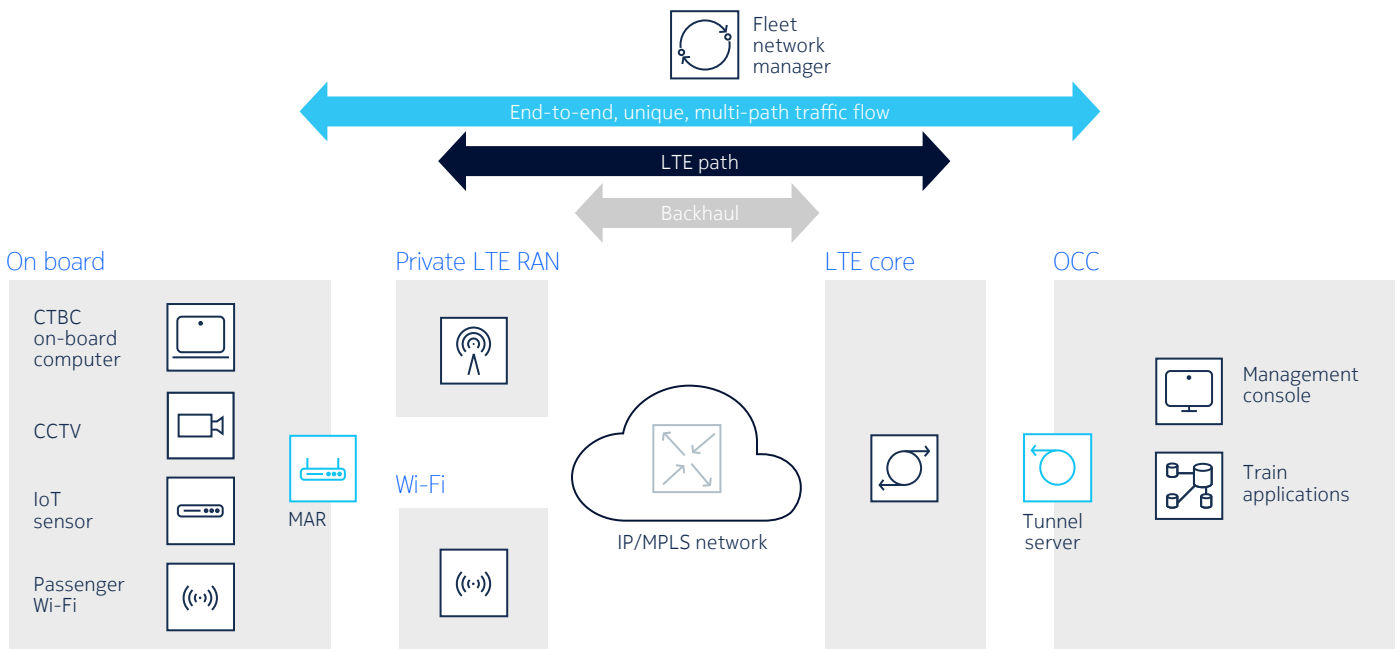 Fleet
network
manager
End-to-end, unique, multi-path traffic flow
LTE path
Backhaul
On board
CTBC
on-board
computer
CCTV
IoT
sensor
Passenger
Wi-Fi
MAR
Private LTE RAN
Wi-Fi
IP/MPLS network
LTE core
OCC
Tunnel
server
Management
console
Train
applications